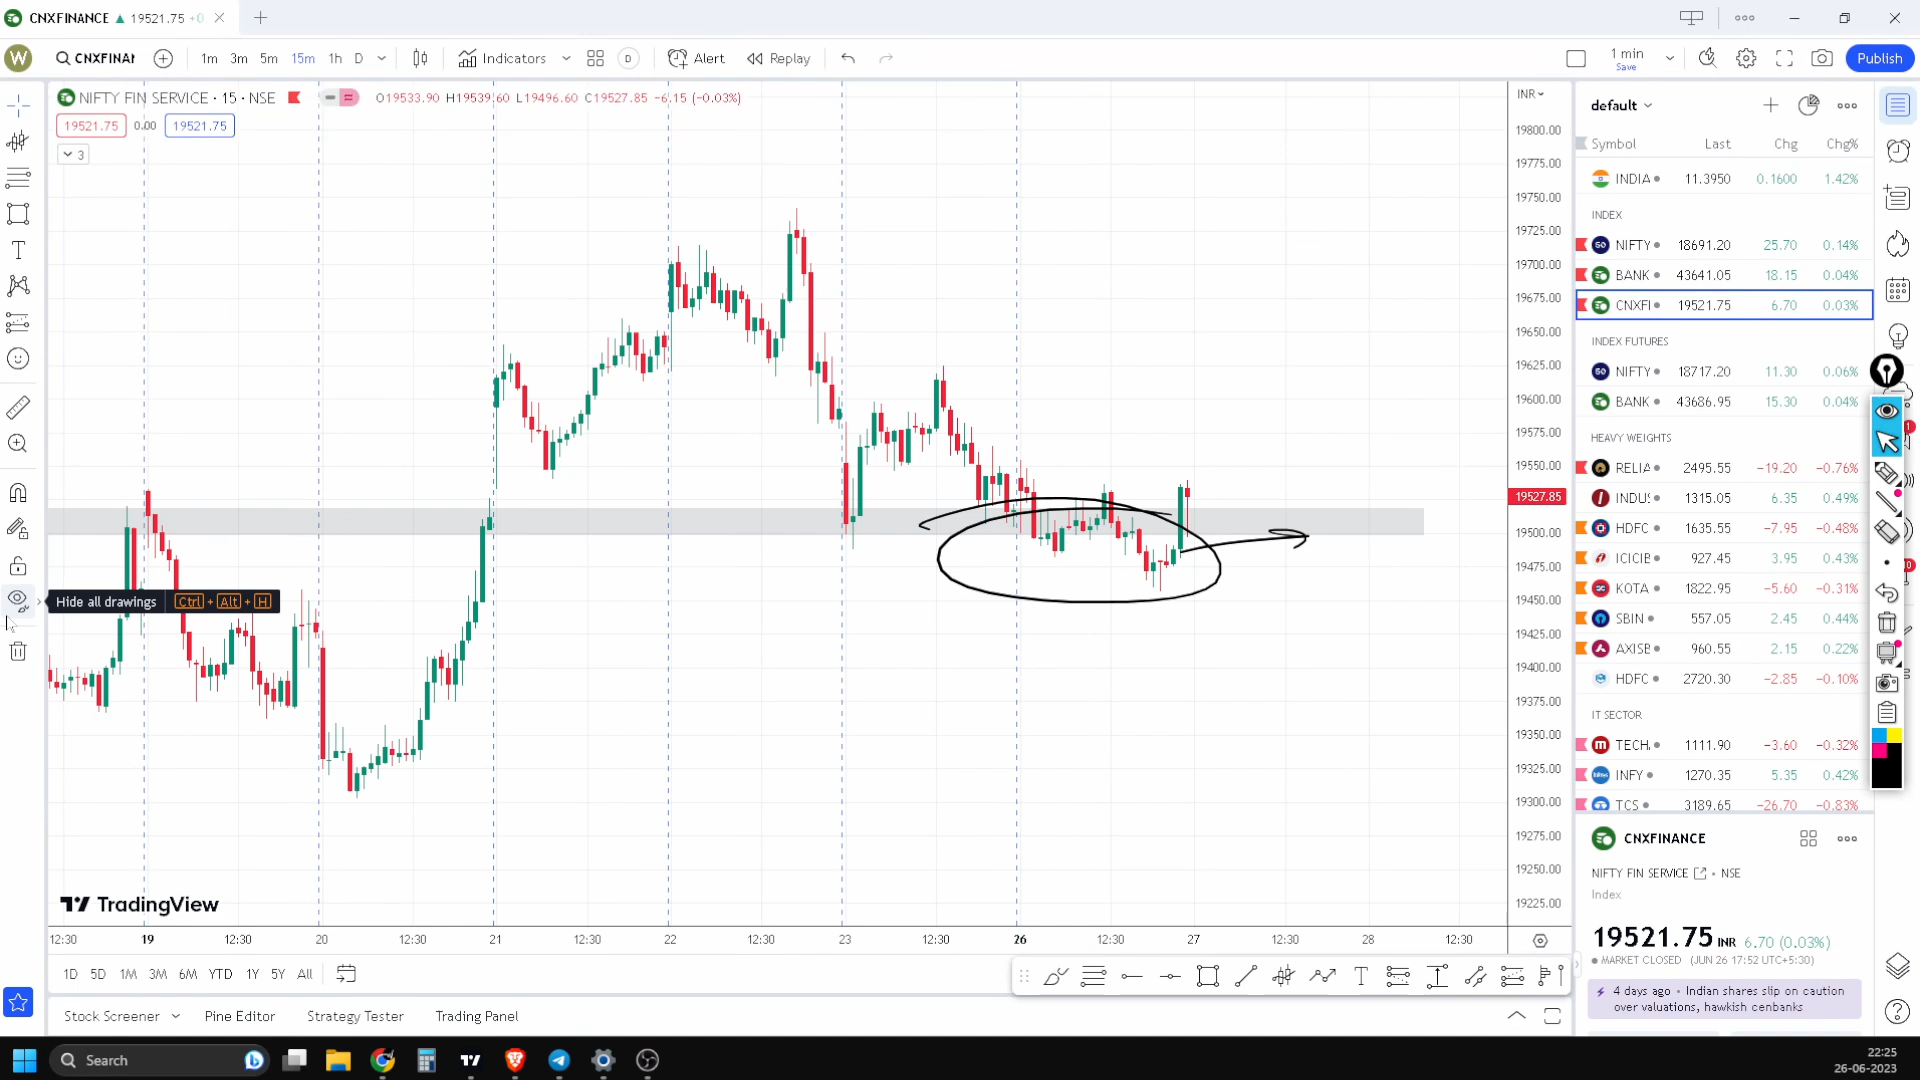 CNXFINANCE ▲ 19521.75 +0
W
CNXFINAN
1m 3m 5m 15m 1h D
Indicators
D
Alert
Replay
1 min
Save
Publish
NIFTY FIN SERVICE · 15 · NSE
O19533.90 H19539.60 L19496.60 C19527.85 −6.15 (−0.03%)
19521.75 0.00 19521.75
3
INR
19800.00
19775.00
19750.00
19725.00
19700.00
19675.00
19650.00
19625.00
19600.00
19575.00
19550.00
19527.85
19500.00
19475.00
19450.00
19425.00
19400.00
19375.00
19350.00
19325.00
19300.00
19275.00
19250.00
19225.00
Hide all drawings Ctrl + Alt + H
TradingView
12:30 19 12:30 20 12:30 21 12:30 22 12:30 23 12:30 26 12:30 27 12:30 28 12:30
1D 5D 1M 3M 6M YTD 1Y 5Y All
Stock Screener
Pine Editor
Strategy Tester
Trading Panel
default
Symbol Last Chg Chg%
INDIA 11.3950 0.1600 1.42%
INDEX
50 NIFTY 18691.20 25.70 0.14%
BANK 43641.05 18.15 0.04%
CNXFI 19521.75 6.70 0.03%
INDEX FUTURES
50 NIFTY 18717.20 11.30 0.06%
BANK 43686.95 15.30 0.04%
HEAVY WEIGHTS
RELIA 2495.55 −19.20 −0.76%
INDUS 1315.05 6.35 0.49%
HDFC 1635.55 −7.95 −0.48%
ICICIB 927.45 3.95 0.43%
KOTA 1822.95 −5.60 −0.31%
SBIN 557.05 2.45 0.44%
AXISB 960.55 2.15 0.22%
HDFC 2720.30 −2.85 −0.10%
IT SECTOR
TECH. 1111.90 −3.60 −0.32%
INFY 1270.35 5.35 0.42%
TCS 3189.65 −26.70 −0.83%
CNXFINANCE
NIFTY FIN SERVICE • NSE
Index
19521.75 INR 6.70 (0.03%)
MARKET CLOSED (JUN 26 17:52 UTC+5:30)
4 days ago • Indian shares slip on caution
over valuations, hawkish cenbanks
Search
22:25
26-06-2023